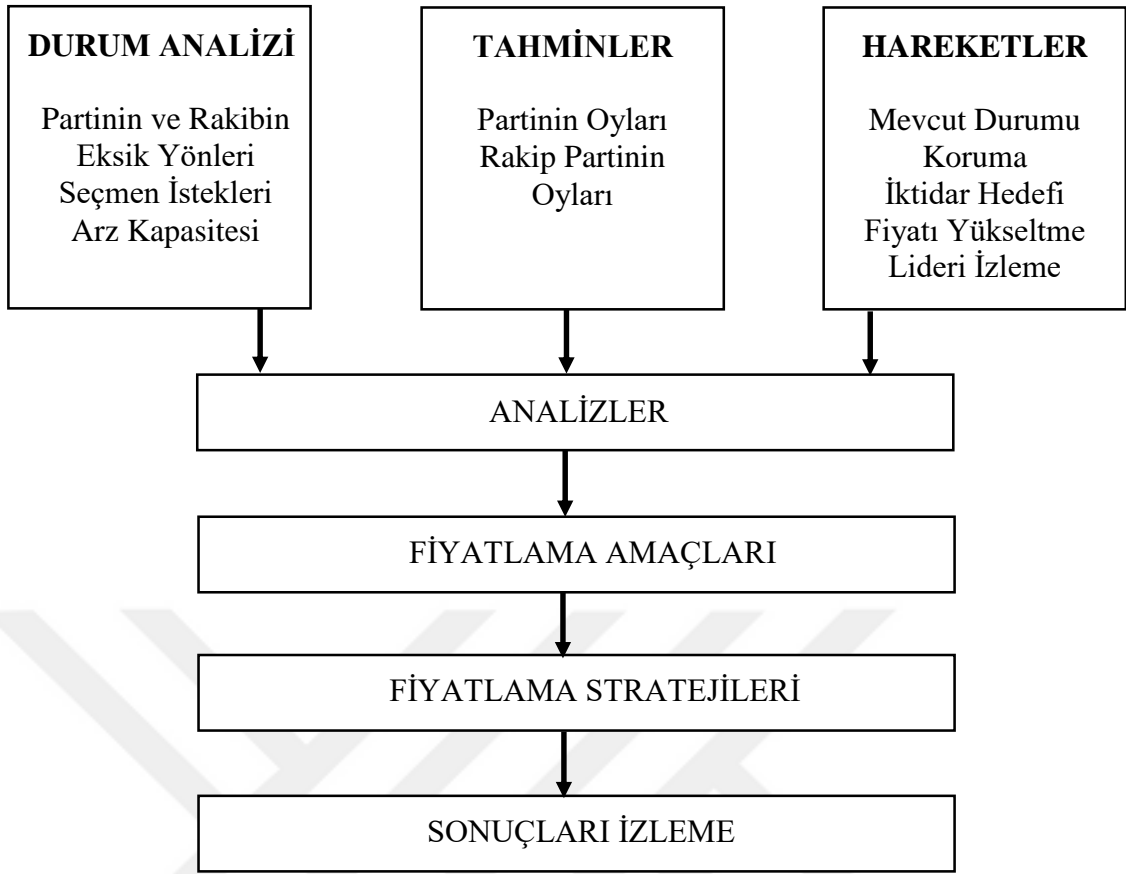 DURUM ANALİZİ
Partinin ve Rakibin
Eksik Yönleri
Seçmen İstekleri
Arz Kapasitesi
TAHMİNLER
Partinin Oyları
Rakip Partinin
Oyları
HAREKETLER
Mevcut Durumu
Koruma
İktidar Hedefi
Fiyatı Yükseltme
Lideri İzleme
ANALİZLER
FİYATLAMA AMAÇLARI
FİYATLAMA STRATEJİLERİ
SONUÇLARI İZLEME